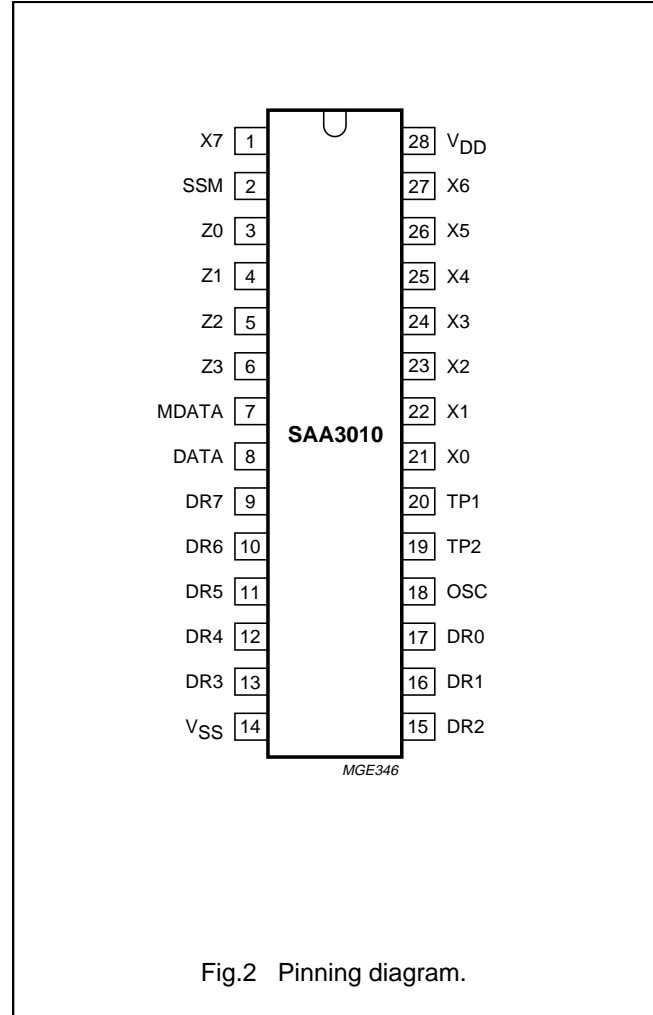 X7 1 28 VDD
SSM 2 27 X6
Z0 3 26 X5
Z1 4 25 X4
Z2 5 24 X3
Z3 6 23 X2
MDATA 7 22 X1
SAA3010
DATA 8 21 X0
DR7 9 20 TP1
DR6 10 19 TP2
DR5 11 18 OSC
DR4 12 17 DR0
DR3 13 16 DR1
VSS 14 15 DR2
MGE346
Fig.2 Pinning diagram.